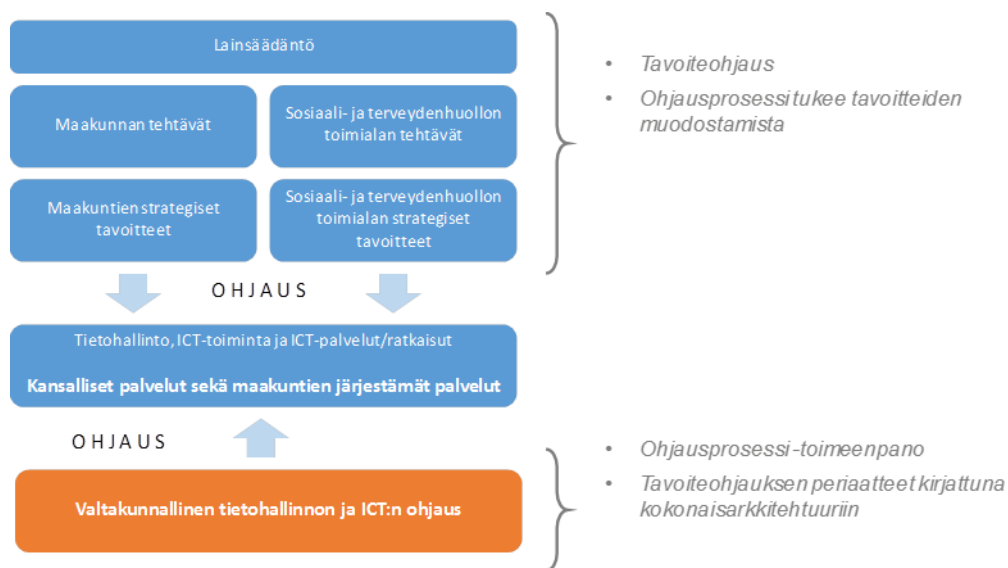 Lainsäädäntö
Maakunnan tehtävät
Sosiaali- ja terveydenhuollon
toimialan tehtävät
Maakuntien strategiset
tavoitteet
Sosiaali- ja terveydenhuollon
toimialan strategiset
tavoitteet
• Tavoiteohjaus
• Ohjausprosessi tukee tavoitteiden
muodostamista
OHJAUS
Tietohallinto, ICT-toiminta ja ICT-palvelut/ratkaisut
Kansalliset palvelut sekä maakuntien järjestämät palvelut
OHJAUS
Valtakunnallinen tietohallinnon ja ICT:n ohjaus
• Ohjausprosessi -toimeenpano
• Tavoiteohjauksen periaatteet kirjattuna
kokonaisarkkitehtuuriin